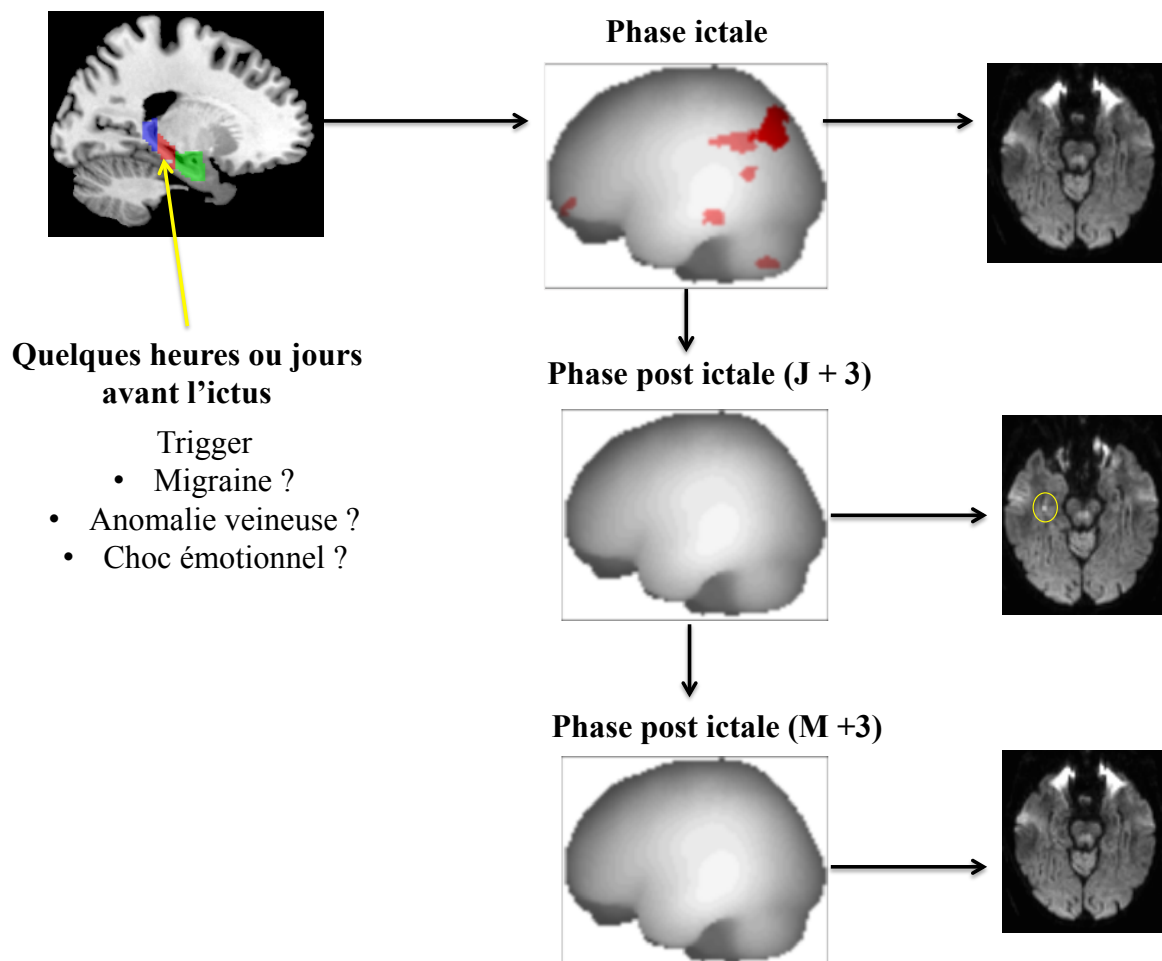 Phase ictale
Quelques heures ou jours
avant l’ictus
Trigger
• Migraine ?
• Anomalie veineuse ?
• Choc émotionnel ?
Phase post ictale (J + 3)
Phase post ictale (M +3)